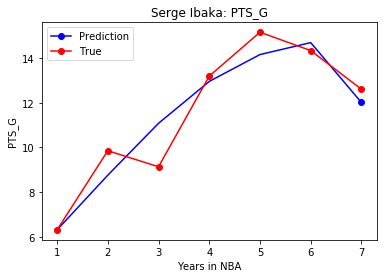 Serge Ibaka: PTS_G
Prediction
True
14
12
10
8
6
PTS_G
1 2 3 4 5 6 7
Years in NBA